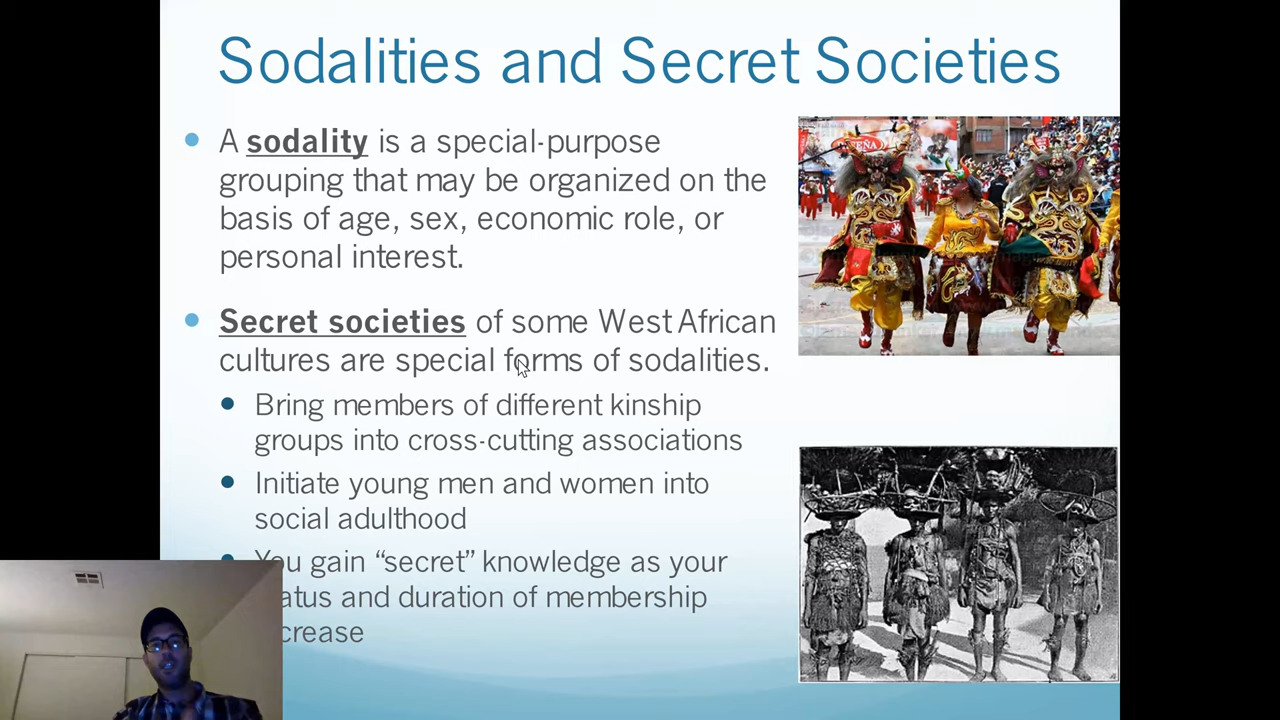 Sodalities and Secret Societies
A sodality is a special-purpose
grouping that may be organized on the
basis of age, sex, economic role, or
personal interest.
Secret societies of some West African
cultures are special forms of sodalities.
Bring members of different kinship
groups into cross-cutting associations
Initiate young men and women into
social adulthood
You gain “secret” knowledge as your
atus and duration of membership
crease